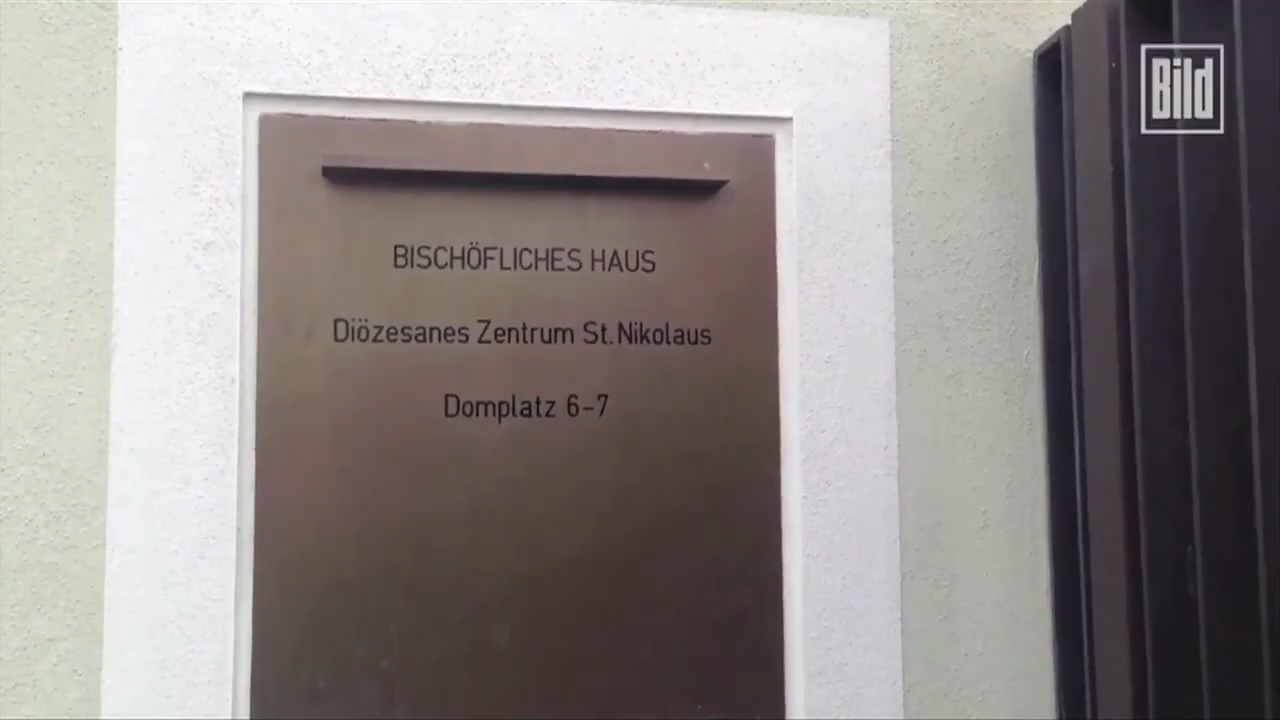 Bild
BISCHÖFLICHES HAUS
Diözesanes Zentrum St. Nikolaus
Domplatz 6-7